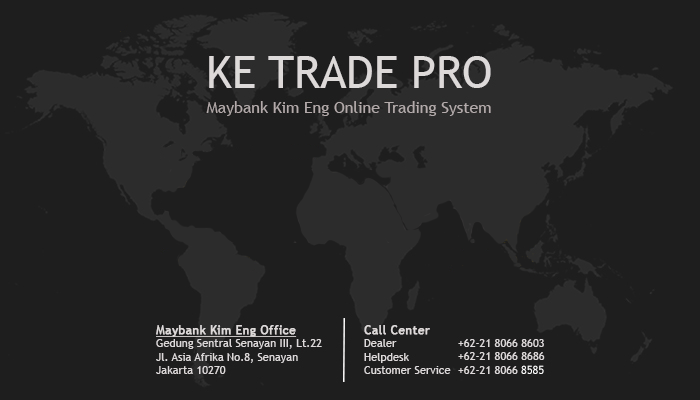 KE TRADE PRO
Maybank Kim Eng Online Trading System
Maybank Kim Eng Office
Gedung Sentral Senayan III, Lt.22
Jl. Asia Afrika No.8, Senayan
Jakarta 10270
Call Center
Dealer +62-21 8066 8603
Helpdesk +62-21 8066 8686
Customer Service +62-21 8066 8585